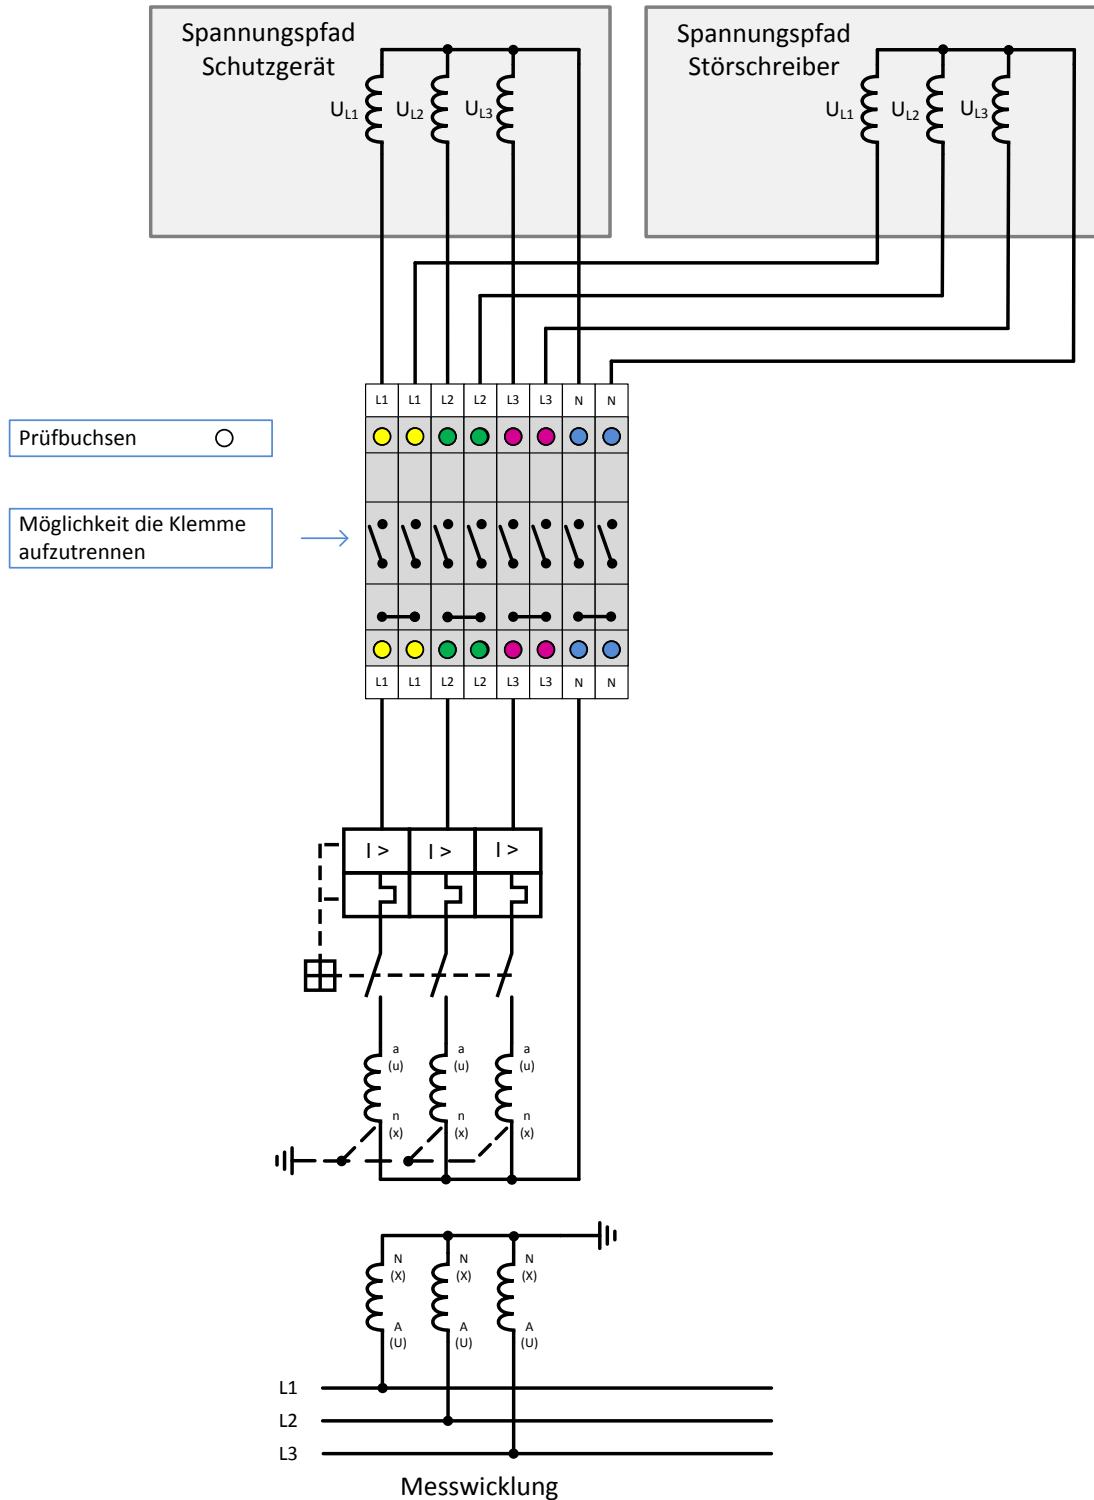 Spannungspfad
Schutzgerät
Spannungspfad
Störschreiber
UL1 UL2 UL3
UL1 UL2 UL3
L1 L1 L2 L2 L3 L3 N N
Prüfbuchsen
Möglichkeit die Klemme
aufzutrennen
L1 L1 L2 L2 L3 L3 N N
I > I > I >
a a a
(u) (u) (u)
n n n
(x) (x) (x)
N N N
(X) (X) (X)
A A A
(U) (U) (U)
L1
L2
L3
Messwicklung